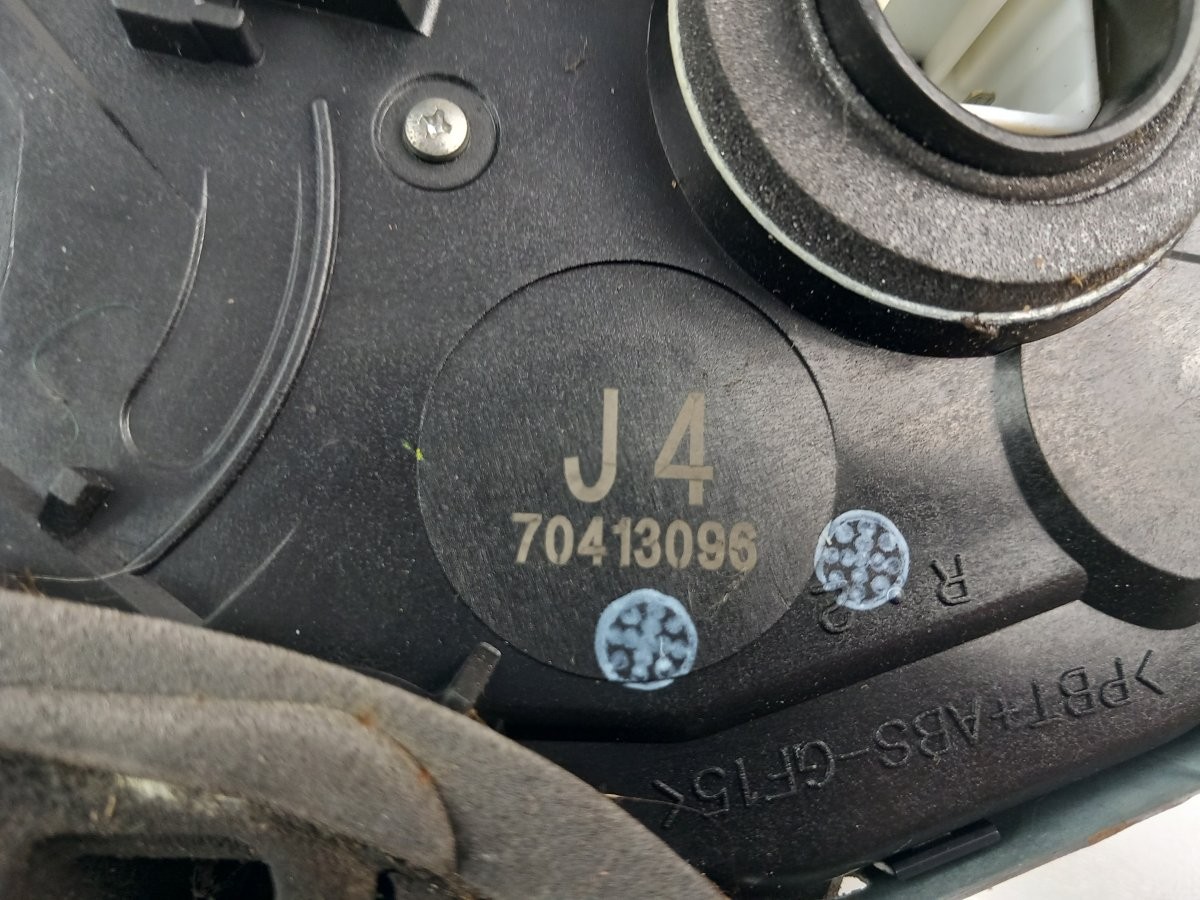 J4
70413096
R
>PBT+ABS-GF15<